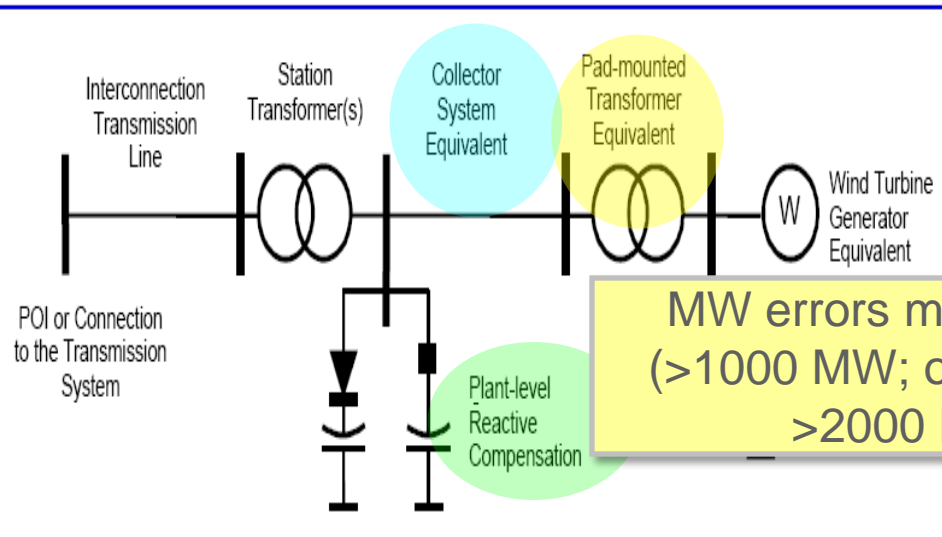 Interconnection
Transmission
Line
Station
Transformer(s)
Collector
System
Equivalent
Pad-mounted
Transformer
Equivalent
W
Wind Turbine
Generator
Equivalent
POI or Connection
to the Transmission
System
Plant-level
Reactive
Compensation
MW errors
(>1000 MW;
>2000